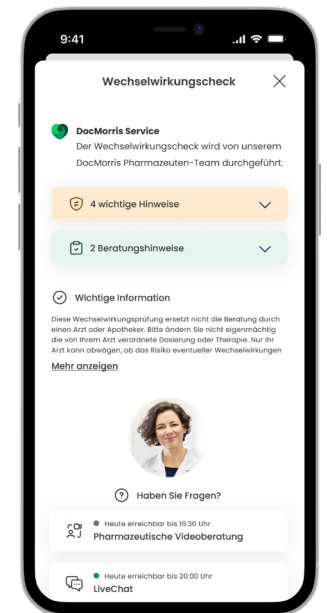 9:41
Wechselwirkungscheck
DocMorris Service
Der Wechselwirkungscheck wird von unserem
DocMorris Pharmazeuten-Team durchgeführt.
4 wichtige Hinweise
2 Beratungshinweise
Wichtige Information
Diese Wechselwirkungsprüfung ersetzt nicht die Beratung durch
einen Arzt oder Apotheker. Bitte ändern Sie nicht eigenmächtig
die von Ihrem Arzt verordnete Dosierung oder Therapie. Nur Ihr
Arzt kann abwägen, ob das Risiko eventueller Wechselwirkungen
Mehr anzeigen
Haben Sie Fragen?
Heute erreichbar bis 16:30 Uhr
Pharmazeutische Videoberatung
Heute erreichbar bis 20:00 Uhr
LiveChat